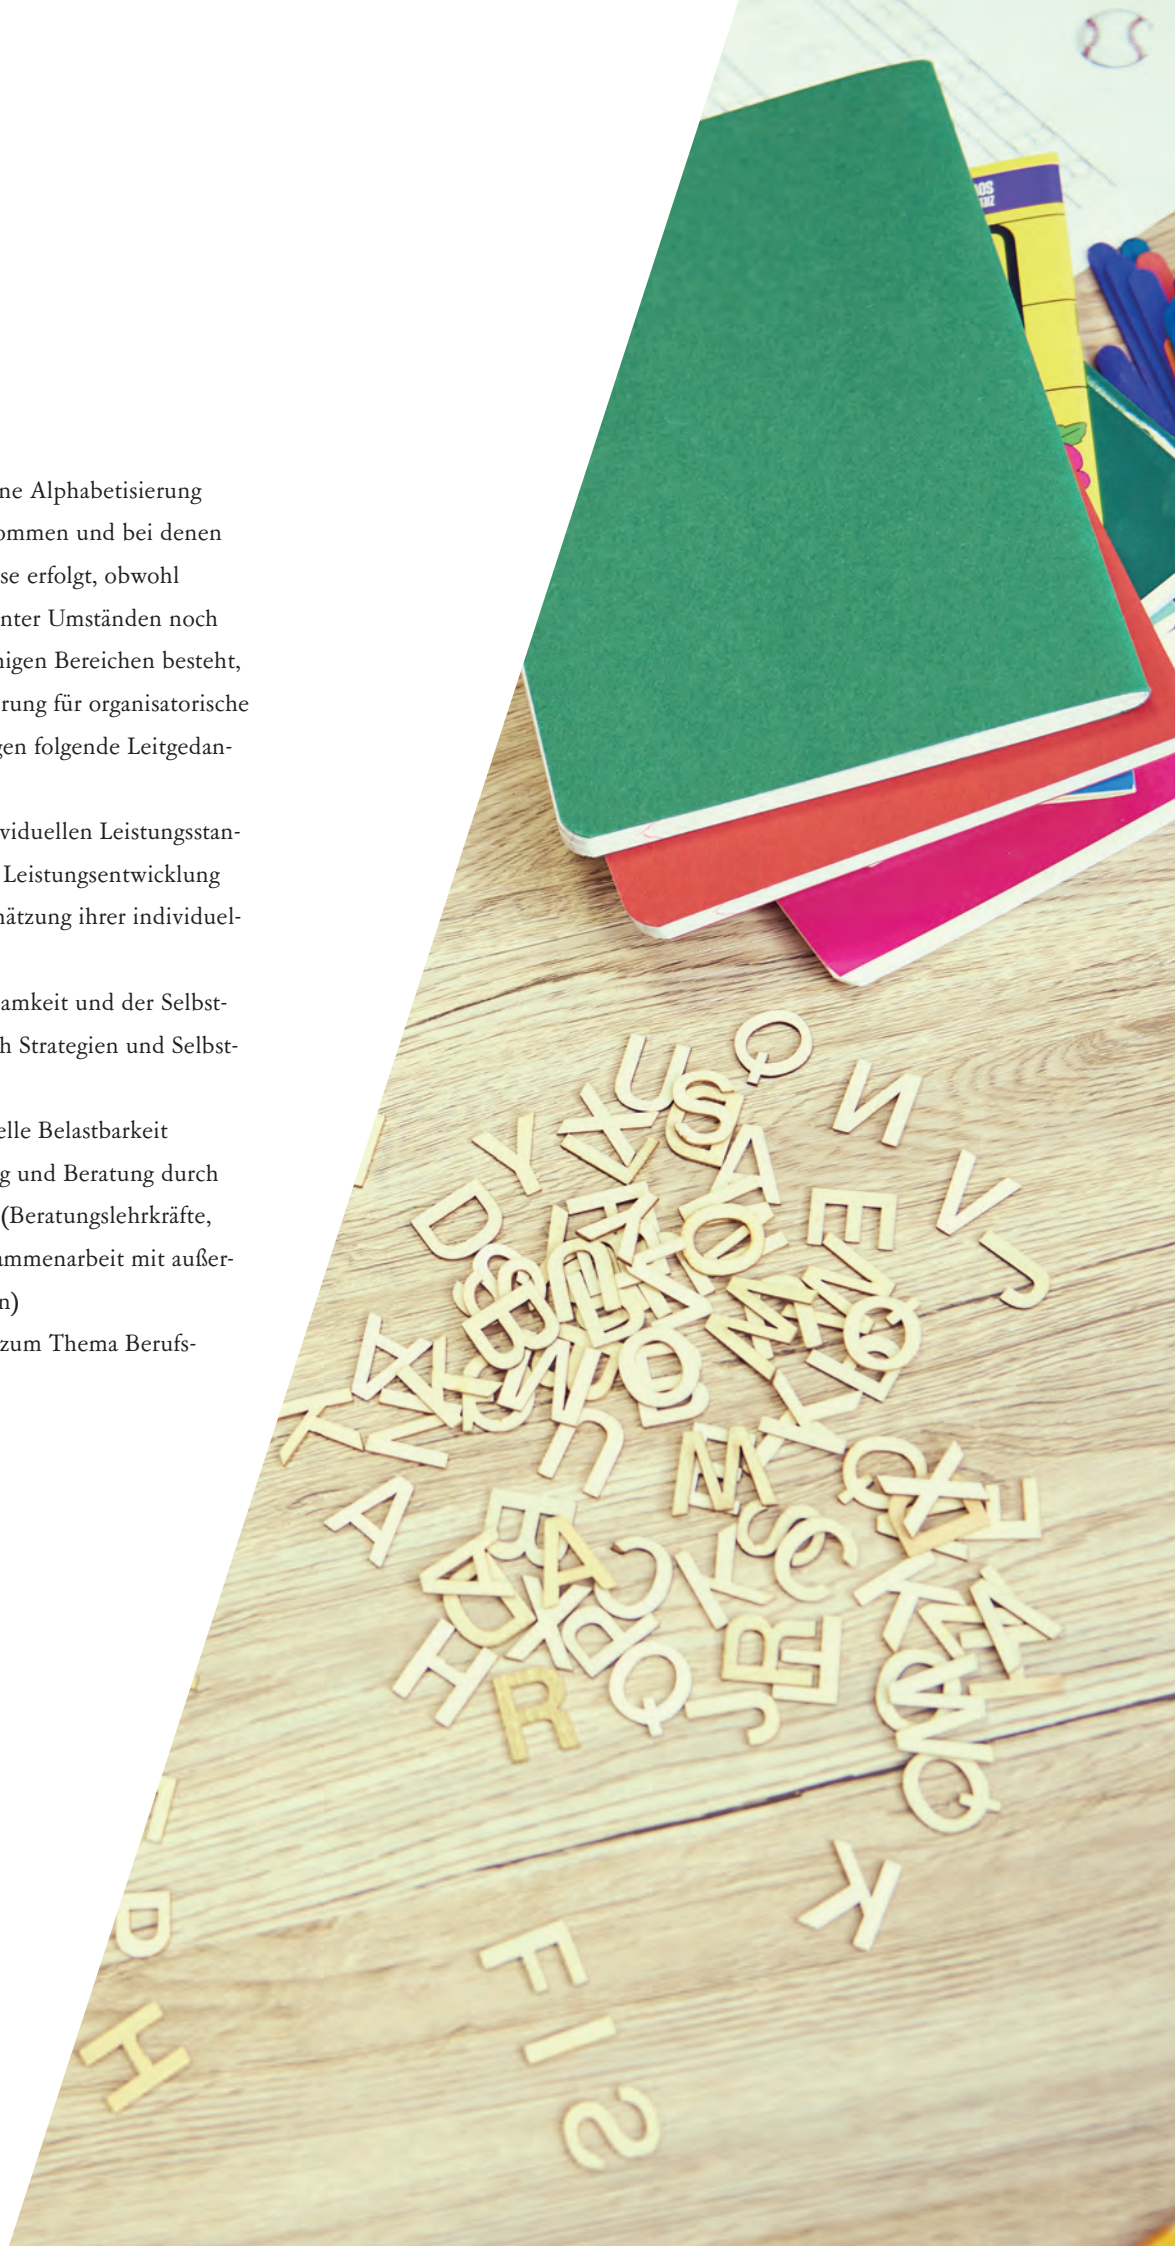 ne Alphabetisierung
ommen und bei denen
se erfolgt, obwohl
nter Umständen noch
nigen Bereichen besteht,
rung für organisatorische
gen folgende Leitgedan-
viduellen Leistungsstan-
Leistungsentwicklung
hätzung ihrer individuel-
amkeit und der Selbst-
h Strategien und Selbst-
elle Belastbarkeit
g und Beratung durch
(Beratungslehrkräfte,
ammenarbeit mit außer-
n)
zum Thema Berufs-